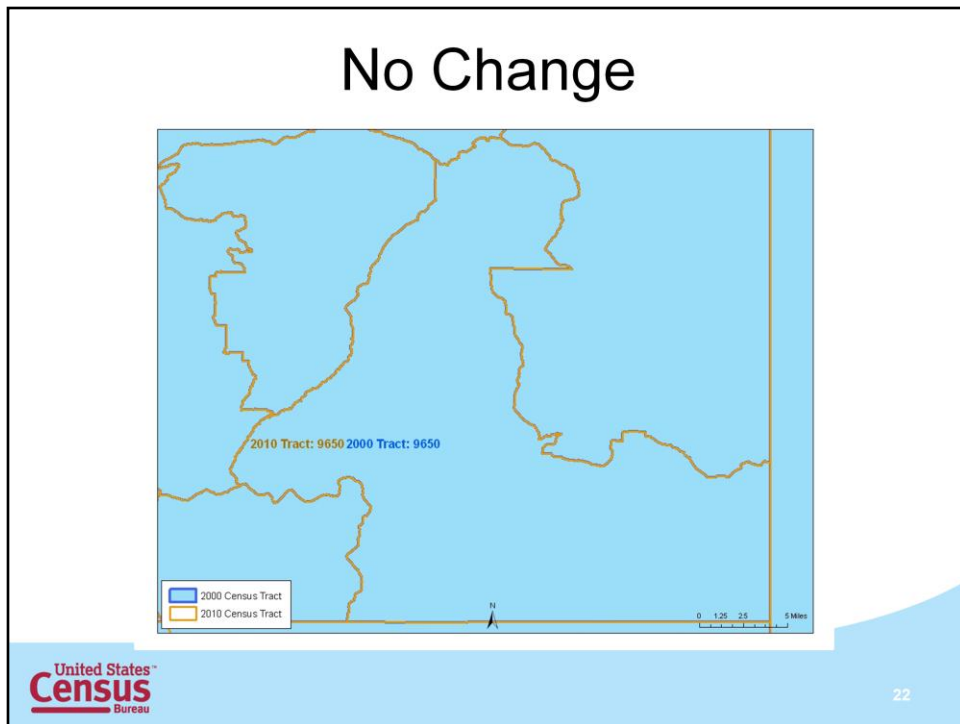 No Change
2010 Tract: 9650 2000 Tract: 9650
2000 Census Tract
2010 Census Tract
N
0 1.25 2.5 5 Miles
United States™
Census
Bureau
22